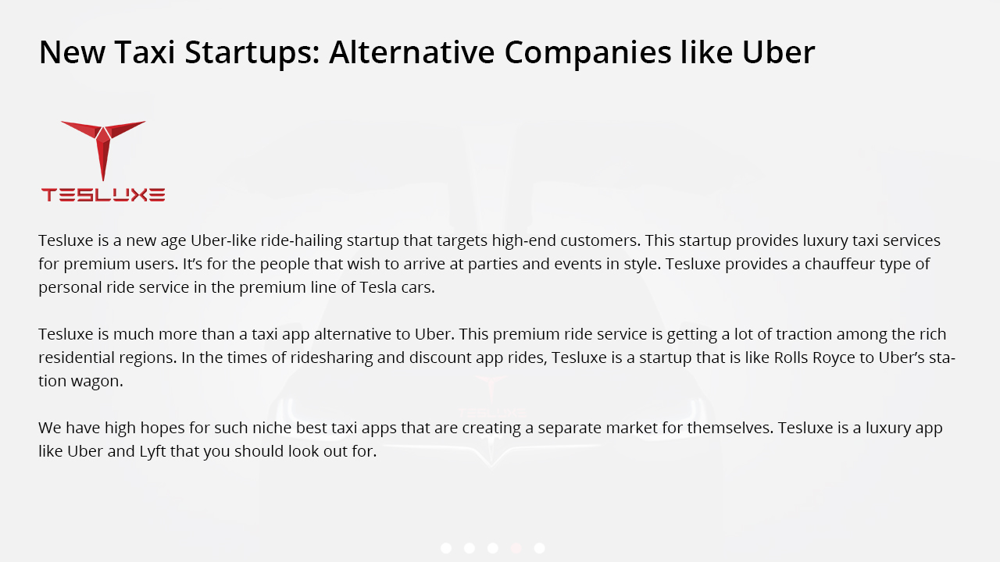 New Taxi Startups: Alternative Companies like Uber
TESLUXE
Tesluxe is a new age Uber-like ride-hailing startup that targets high-end customers. This startup provides luxury taxi services
for premium users. It’s for the people that wish to arrive at parties and events in style. Tesluxe provides a chauffeur type of
personal ride service in the premium line of Tesla cars.
Tesluxe is much more than a taxi app alternative to Uber. This premium ride service is getting a lot of traction among the rich
residential regions. In the times of ridesharing and discount app rides, Tesluxe is a startup that is like Rolls Royce to Uber’s sta-
tion wagon.
We have high hopes for such niche best taxi apps that are creating a separate market for themselves. Tesluxe is a luxury app
like Uber and Lyft that you should look out for.